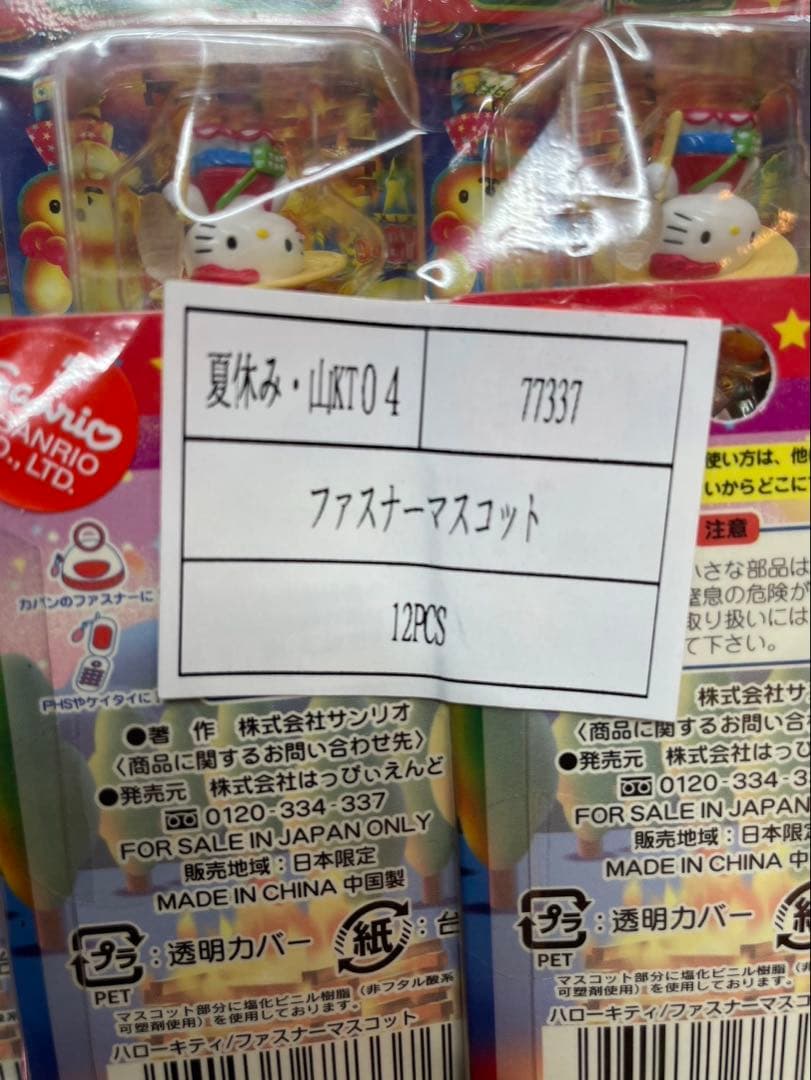 夏休み・山KT04
77337
ファスナーマスコット
12PCS
Sanrio
SANRIO
CO., LTD.
カバンのファスナーに
PHSやケイタイに
●著　作　株式会社サンリオ
〈商品に関するお問い合わせ先〉
●発売元　株式会社はっぴぃえんど
0120-334-337
FOR SALE IN JAPAN ONLY
販売地域：日本限定
MADE IN CHINA 中国製
プラ：透明カバー
紙：台
PET
マスコット部分に塩化ビニル樹脂（非フタル酸系
可塑剤使用）を使用しております。
ハローキティ/ファスナーマスコット
使い方は、他
いからどこに
注意
小さな部品は
窒息の危険が
取り扱いには
て下さい。
株式会社サン
〈商品に関するお問い合
●発売元　株式会社はっぴ
0120-334-3
FOR SALE IN JAPAN
販売地域：日本
MADE IN CHINA 中
プラ：透明カバー
PET
マスコット部分に塩化ビニル樹脂（非
可塑剤使用）を使用しております。
ハローキティ/ファスナーマスコ